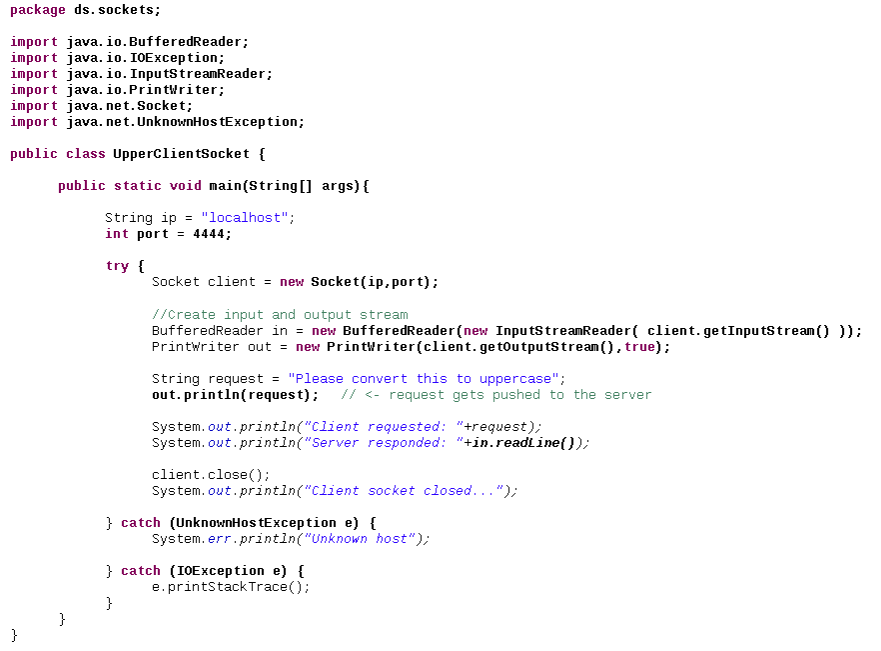 package ds.sockets;
import java.io.BufferedReader;
import java.io.IOException;
import java.io.InputStreamReader;
import java.io.PrintWriter;
import java.net.Socket;
import java.net.UnknownHostException;
public class UpperClientSocket {
public static void main(String[] args){
String ip = "localhost";
int port = 4444;
try {
Socket client = new Socket(ip,port);
//Create input and output stream
BufferedReader in = new BufferedReader(new InputStreamReader( client.getInputStream() ));
PrintWriter out = new PrintWriter(client.getOutputStream(),true);
String request = "Please convert this to uppercase";
out.println(request);   // <- request gets pushed to the server
System.out.println("Client requested: "+request);
System.out.println("Server responded: "+in.readLine());
client.close();
System.out.println("Client socket closed...");
} catch (UnknownHostException e) {
System.err.println("Unknown host");
} catch (IOException e) {
e.printStackTrace();
}
}
}